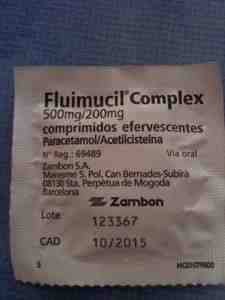 Fluimucil® Complex
500mg/200mg
comprimidos efervescentes
Paracetamol/Acetilcisteína
Nº Reg.: 69489 Via oral
Zambon S.A.
Maresme 5. Pol. Can Bernades-Subirà
08130 Sta. Perpètua de Mogoda
Barcelona
Zambon
Lote 123367
CAD 10/2015